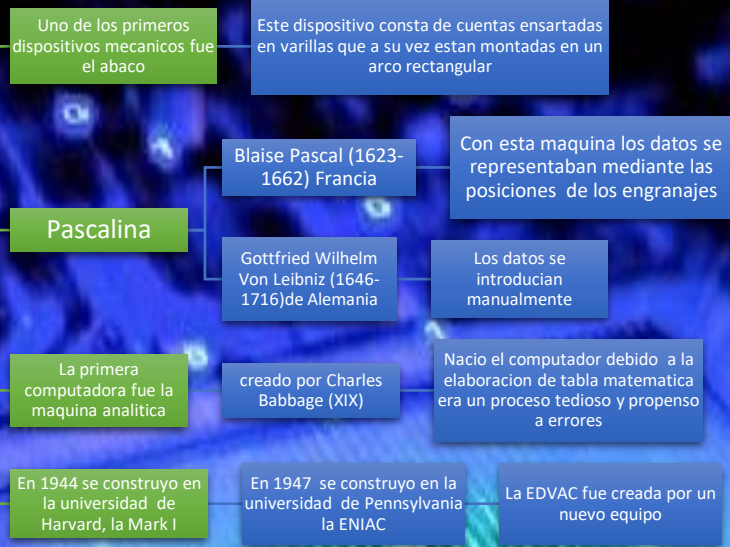 Uno de los primeros
dispositivos mecanicos fue
el abaco
Este dispositivo consta de cuentas ensartadas
en varillas que a su vez estan montadas en un
arco rectangular
Pascalina
Blaise Pascal (1623-
1662) Francia
Con esta maquina los datos se
representaban mediante las
posiciones de los engranajes
Gottfried Wilhelm
Von Leibniz (1646-
1716)de Alemania
Los datos se
introducian
manualmente
La primera
computadora fue la
maquina analitica
creado por Charles
Babbage (XIX)
Nacio el computador debido a la
elaboracion de tabla matematica
era un proceso tedioso y propenso
a errores
En 1944 se construyo en
la universidad de
Harvard, la Mark I
En 1947 se construyo en la
universidad de Pennsylvania
la ENIAC
La EDVAC fue creada por un
nuevo equipo